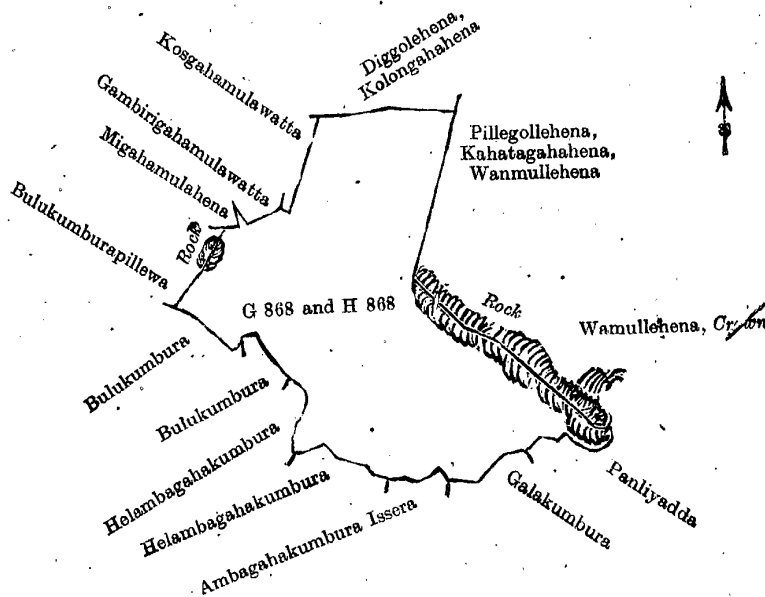 Diggolehena,
Kolongahahena
Kosgahamulawatta
Gambirigahamulawatta
Migahamulahena
Pillegollehena,
Kahatagahahena,
Wanmullehena
Bulukumburapillewa
Rock
G 868 and H 868
Rock
Wamullehena, Crown
Bulukumbura
Bulukumbura
Helambagahakumbura
Helambagahakumbura
Ambagahakumbura Issera
Galakumbura
Panliyadda